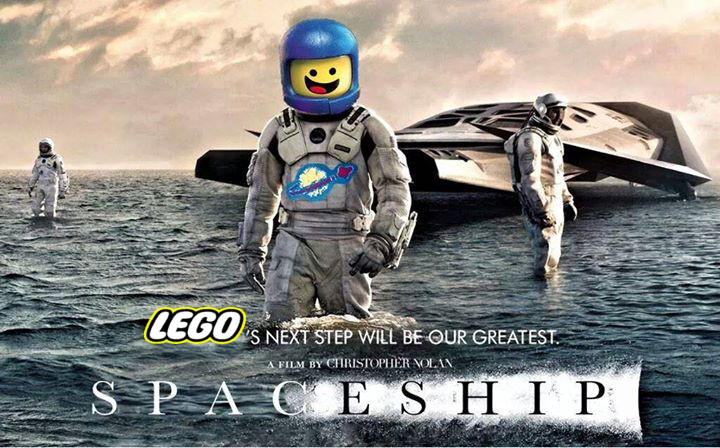 LEGO'S NEXT STEP WILL BE OUR GREATEST.
A FILM BY CHRISTOPHER NOLAN
SPACESHIP